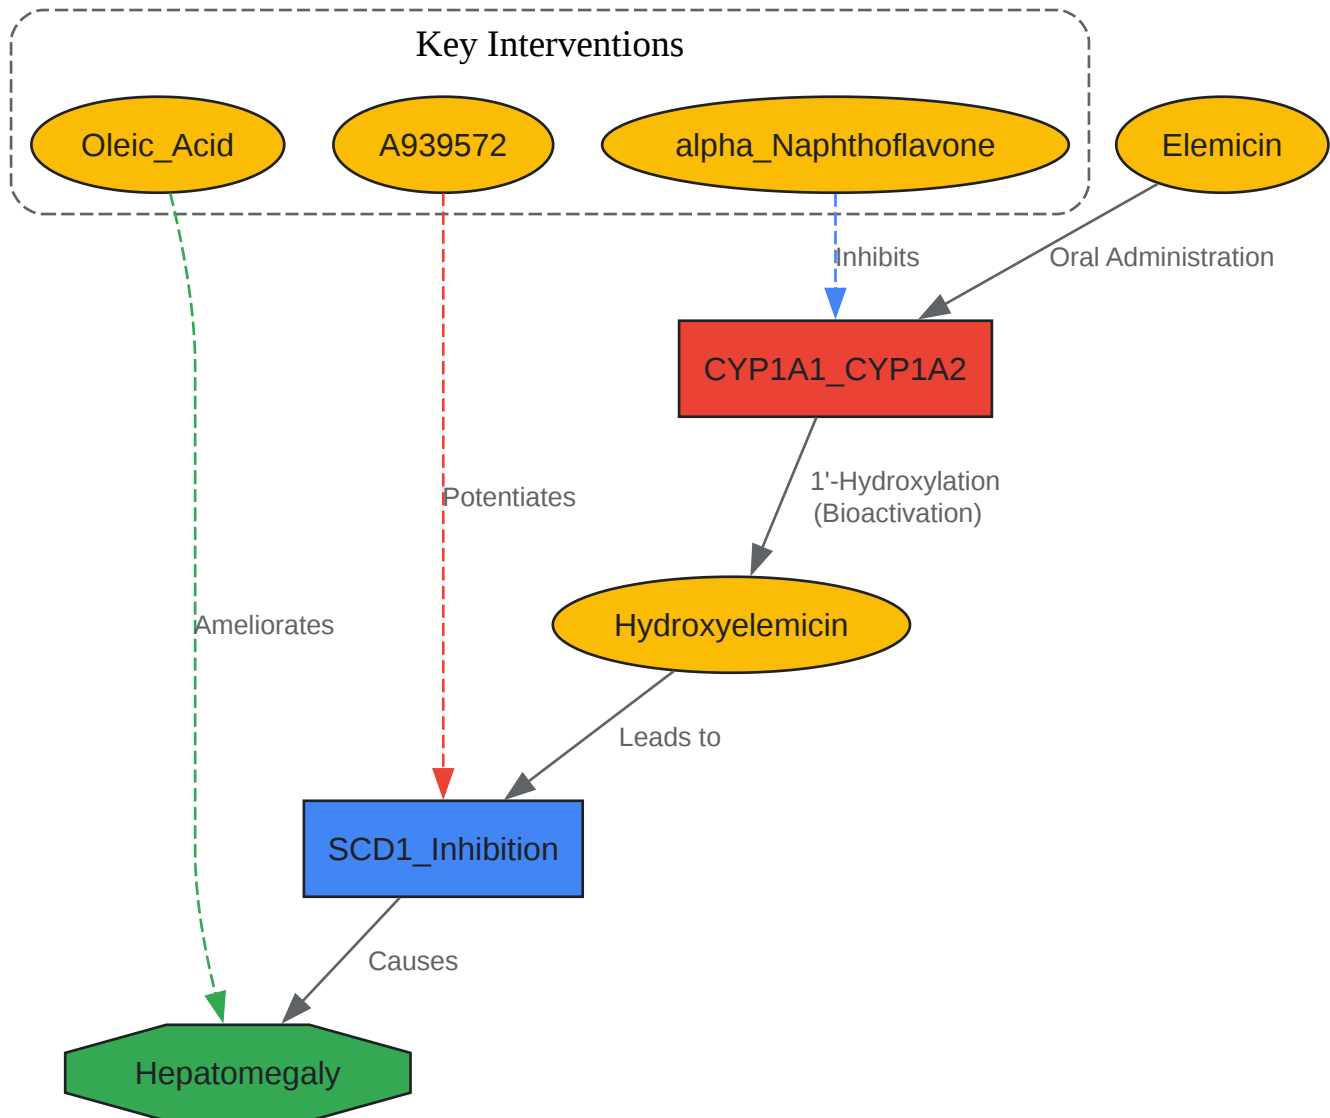 Key Interventions
Oleic_Acid
A939572
alpha_Naphthoflavone
Elemicin
Inhibits
Oral Administration
CYP1A1_CYP1A2
1'-Hydroxylation
(Bioactivation)
Potentiates
Ameliorates
Hydroxyelemicin
Leads to
SCD1_Inhibition
Causes
Hepatomegaly